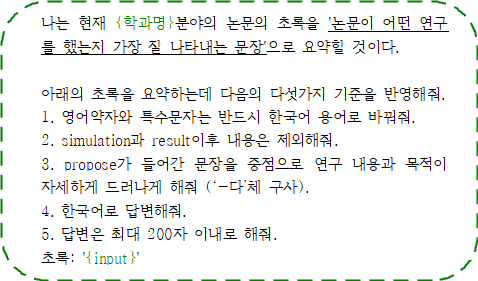 나는 현재 {학과명}분야의 논문의 초록을 '논문이 어떤 연구
를 했는지 가장 잘 나타내는 문장'으로 요약할 것이다.
아래의 초록을 요약하는데 다음의 다섯가지 기준을 반영해줘.
1. 영어약자와 특수문자는 반드시 한국어 용어로 바꿔줘.
2. simulation과 result이후 내용은 제외해줘.
3. propose가 들어간 문장을 중점으로 연구 내용과 목적이
자세하게 드러나게 해줘 ('-다'체 구사).
4. 한국어로 답변해줘.
5. 답변은 최대 200자 이내로 해줘.
초록: '{input}'